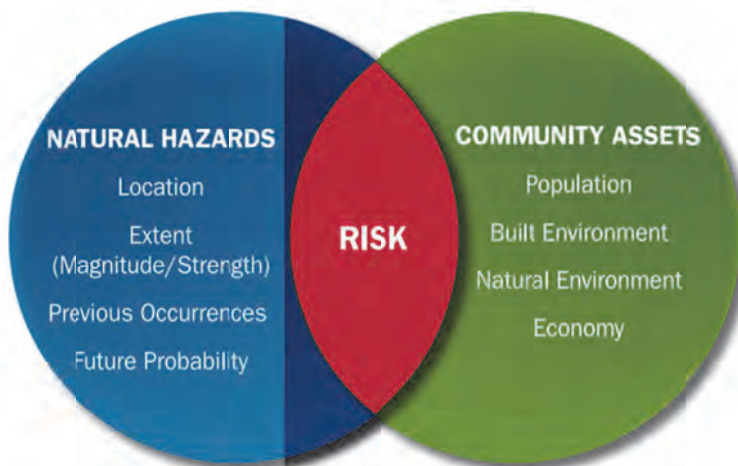 NATURAL HAZARDS
Location
Extent
(Magnitude/Strength)
Previous Occurrences
Future Probability
RISK
COMMUNITY ASSETS
Population
Built Environment
Natural Environment
Economy